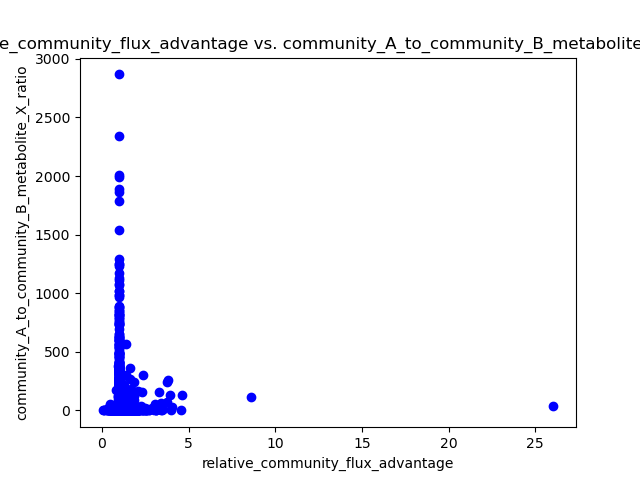 e_community_flux_advantage vs. community_A_to_community_B_metabolite
3000
2500
2000
1500
1000
500
0
community_A_to_community_B_metabolite_X_ratio
0 5 10 15 20 25
relative_community_flux_advantage